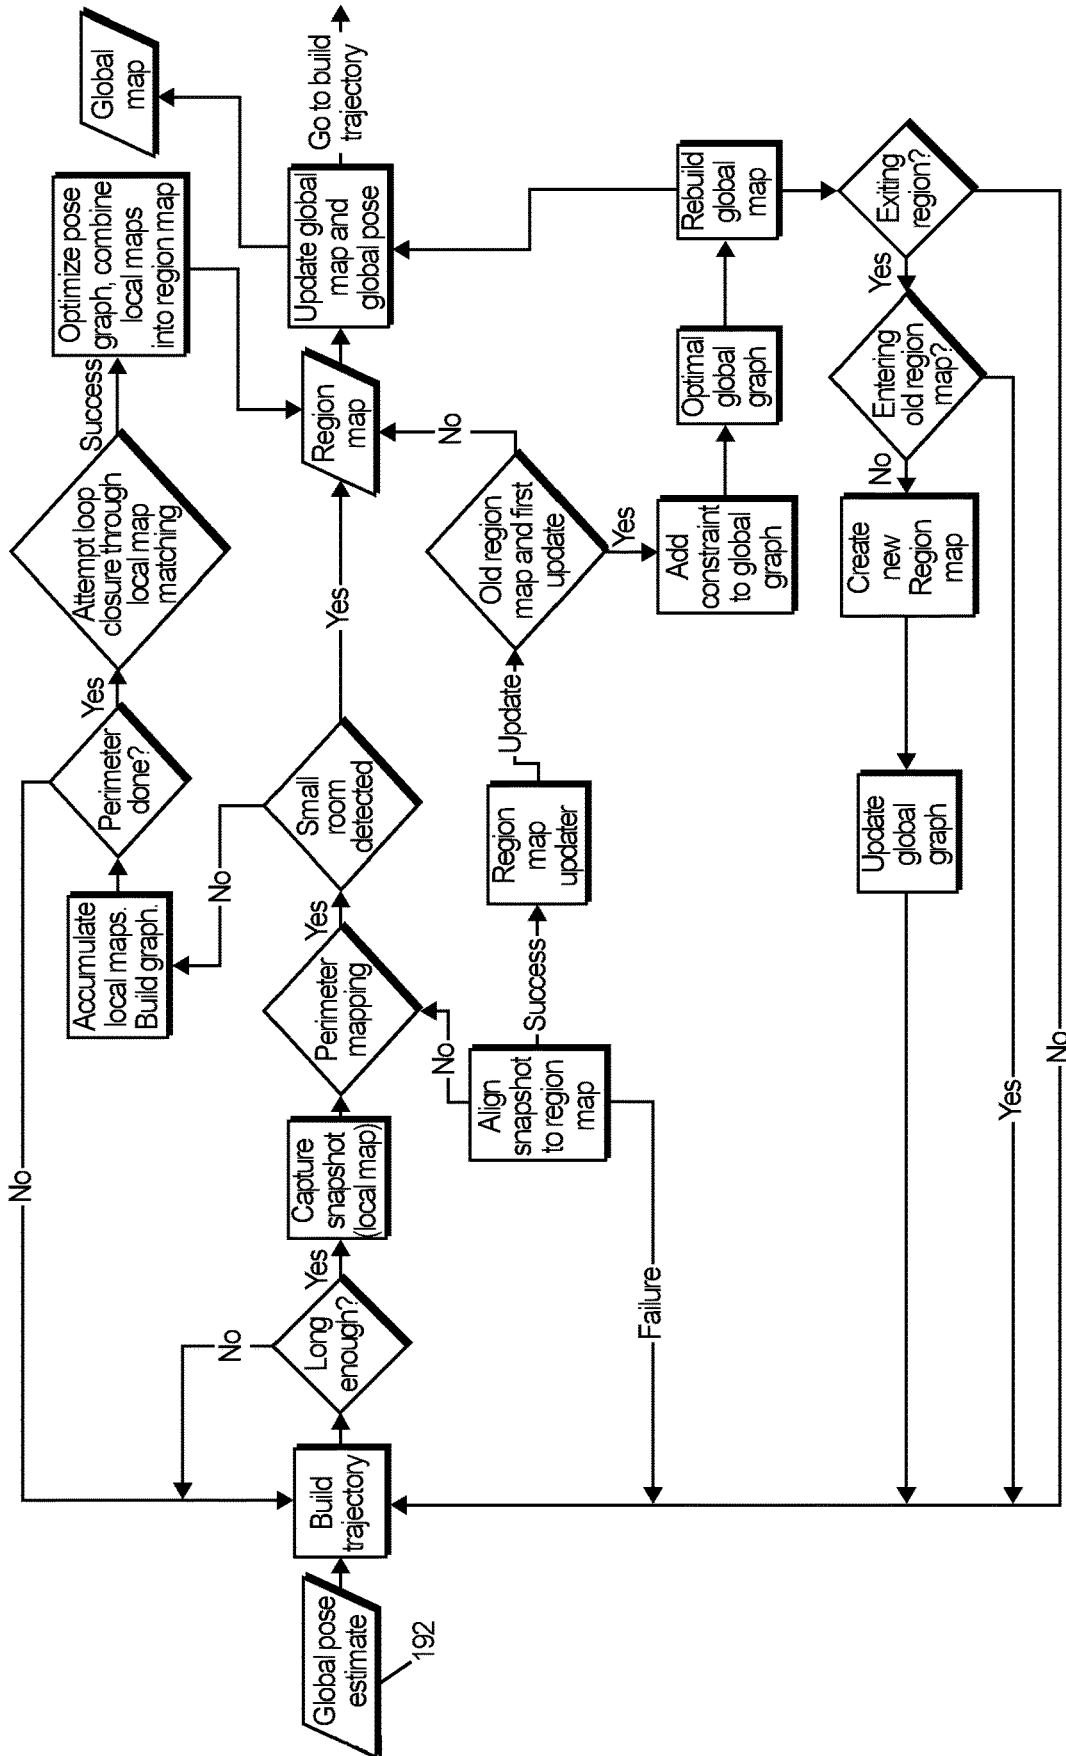 Global pose
estimate
192
Build
trajectory
Long
enough?
No
Yes
Capture
snapshot
(local map)
Perimeter
mapping
Yes
Small
room
detected
No
Yes
Accumulate
local maps.
Build graph.
Perimeter
done?
No
Yes
Attempt loop
closure through
local map
matching
Success
Optimize pose
graph, combine
local maps
into region map
Region
map
Update global
map and
global pose
Global
map
Go to build
trajectory
No
Align
snapshot
to region
map
Failure
Success
Region
map
updater
Update
Old region
map and first
update
No
Yes
Add
constraint
to global
graph
Optimal
global
graph
Rebuild
global
map
Exiting
region?
Yes
No
Entering
old region
map?
No
Yes
Create
new
Region
map
Update
global
graph